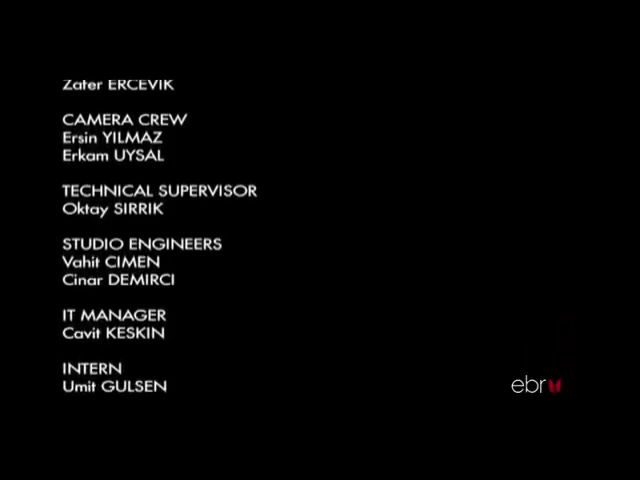 Zafer ERCEVIK
CAMERA CREW
Ersin YILMAZ
Erkam UYSAL
TECHNICAL SUPERVISOR
Oktay SIRRIK
STUDIO ENGINEERS
Vahit CIMEN
Cinar DEMIRCI
IT MANAGER
Cavit KESKIN
INTERN
Umit GULSEN
ebru